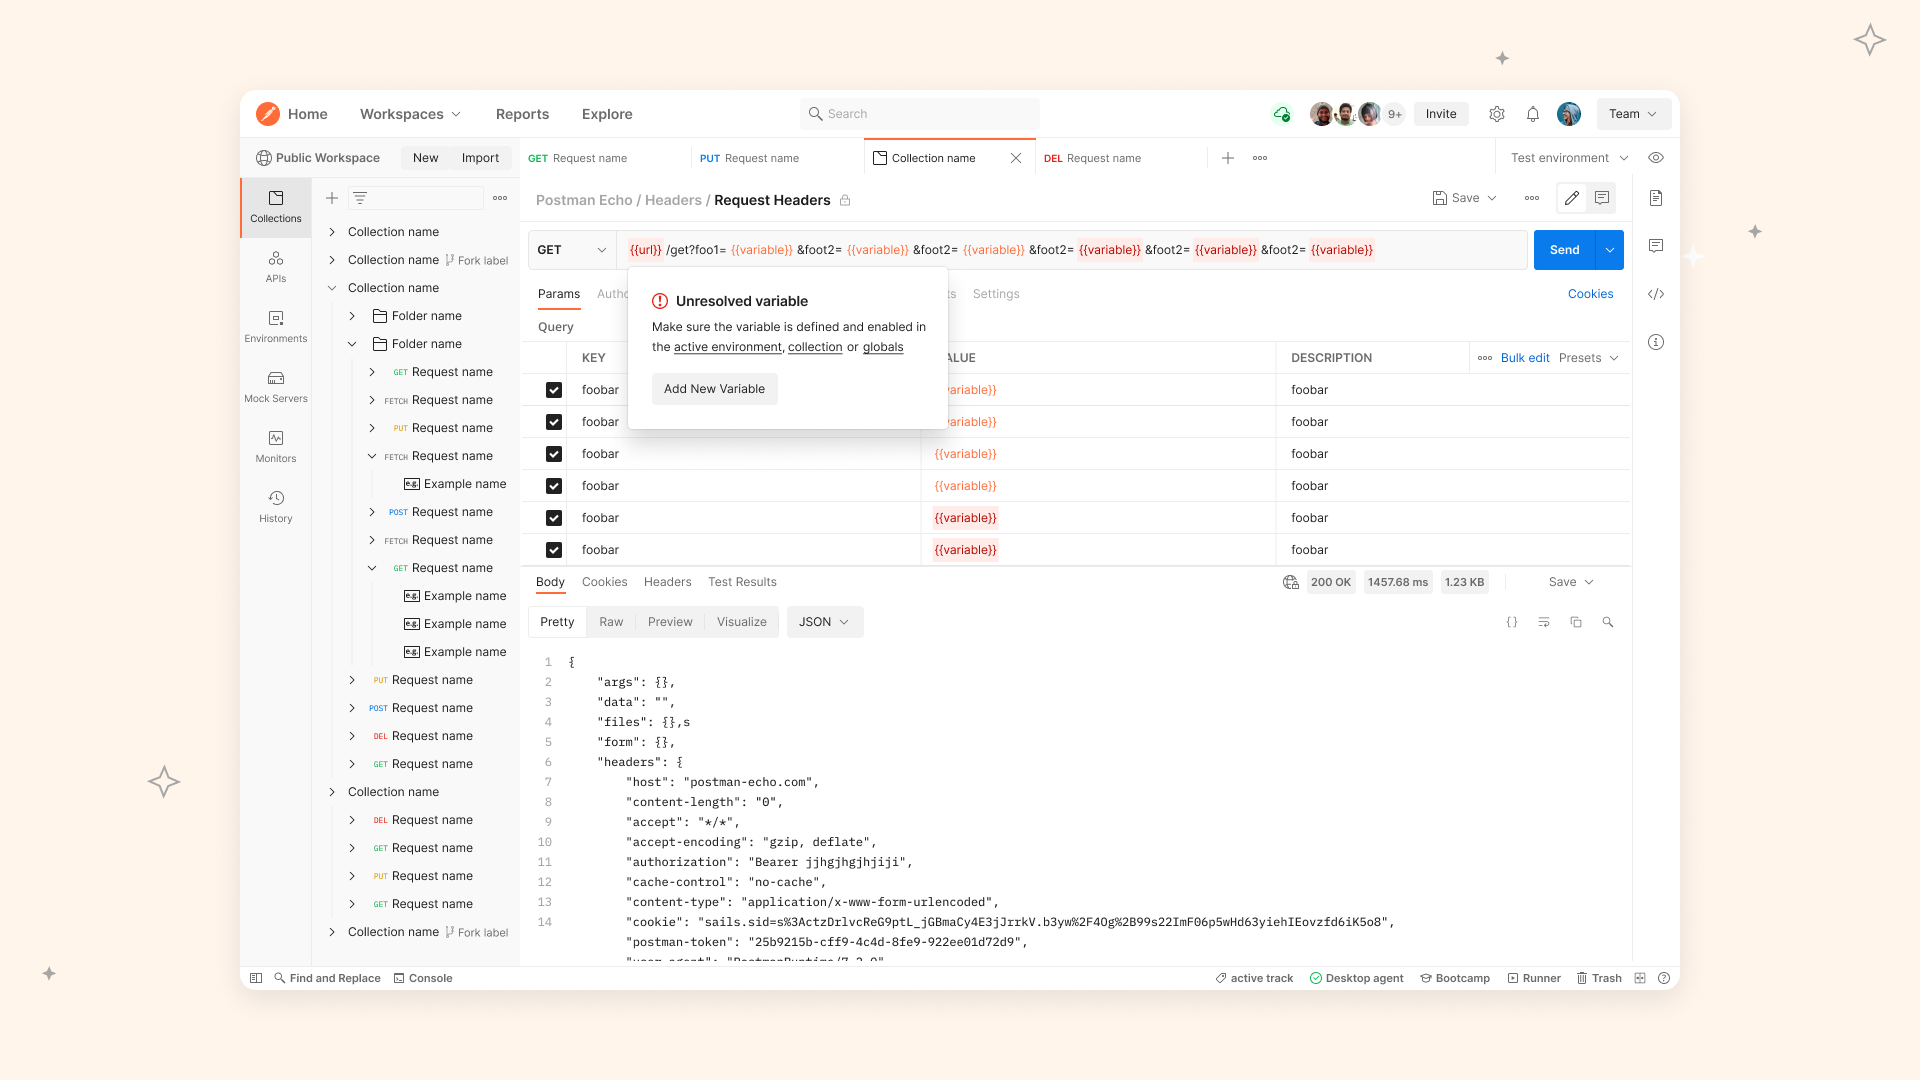 Home
Workspaces
Reports
Explore
Search
9+
Invite
Team
Public Workspace
New
Import
GET Request name
PUT Request name
Collection name
DEL Request name
Test environment
Collections
APIs
Environments
Mock Servers
Monitors
History
Collection name
Collection name Fork label
Collection name
Folder name
Folder name
GET Request name
FETCH Request name
PUT Request name
FETCH Request name
e.g. Example name
POST Request name
FETCH Request name
GET Request name
e.g. Example name
e.g. Example name
e.g. Example name
PUT Request name
POST Request name
DEL Request name
GET Request name
Collection name
DEL Request name
GET Request name
PUT Request name
GET Request name
Collection name Fork label
Postman Echo / Headers / Request Headers
Save
GET
{{url}} /get?foo1= {{variable}} &foot2= {{variable}} &foot2= {{variable}} &foot2= {{variable}} &foot2= {{variable}} &foot2= {{variable}}
Send
Params
Settings
Cookies
Unresolved variable
Make sure the variable is defined and enabled in
the active environment, collection or globals
Add New Variable
Query
KEY
DESCRIPTION
Bulk edit
Presets
foobar foobar
foobar foobar
foobar {{variable}} foobar
foobar {{variable}} foobar
foobar {{variable}} foobar
foobar {{variable}} foobar
Body
Cookies
Headers
Test Results
200 OK
1457.68 ms
1.23 KB
Save
Pretty
Raw
Preview
Visualize
JSON
1 {
2 "args": {},
3 "data": "",
4 "files": {},s
5 "form": {},
6 "headers": {
7 "host": "postman-echo.com",
8 "content-length": "0",
9 "accept": "*/*",
10 "accept-encoding": "gzip, deflate",
11 "authorization": "Bearer jjhgjhgjhjiji",
12 "cache-control": "no-cache",
13 "content-type": "application/x-www-form-urlencoded",
14 "cookie": "sails.sid=s%3ActzDrlvcReG9ptL_jGBmaCy4E3jJrrkV.b3yw%2F4Og%2B99s22ImF06p5wHd63yiehIEovzfd6iK5o8",
"postman-token": "25b9215b-cff9-4c4d-8fe9-922ee01d72d9",
Find and Replace
Console
active track
Desktop agent
Bootcamp
Runner
Trash